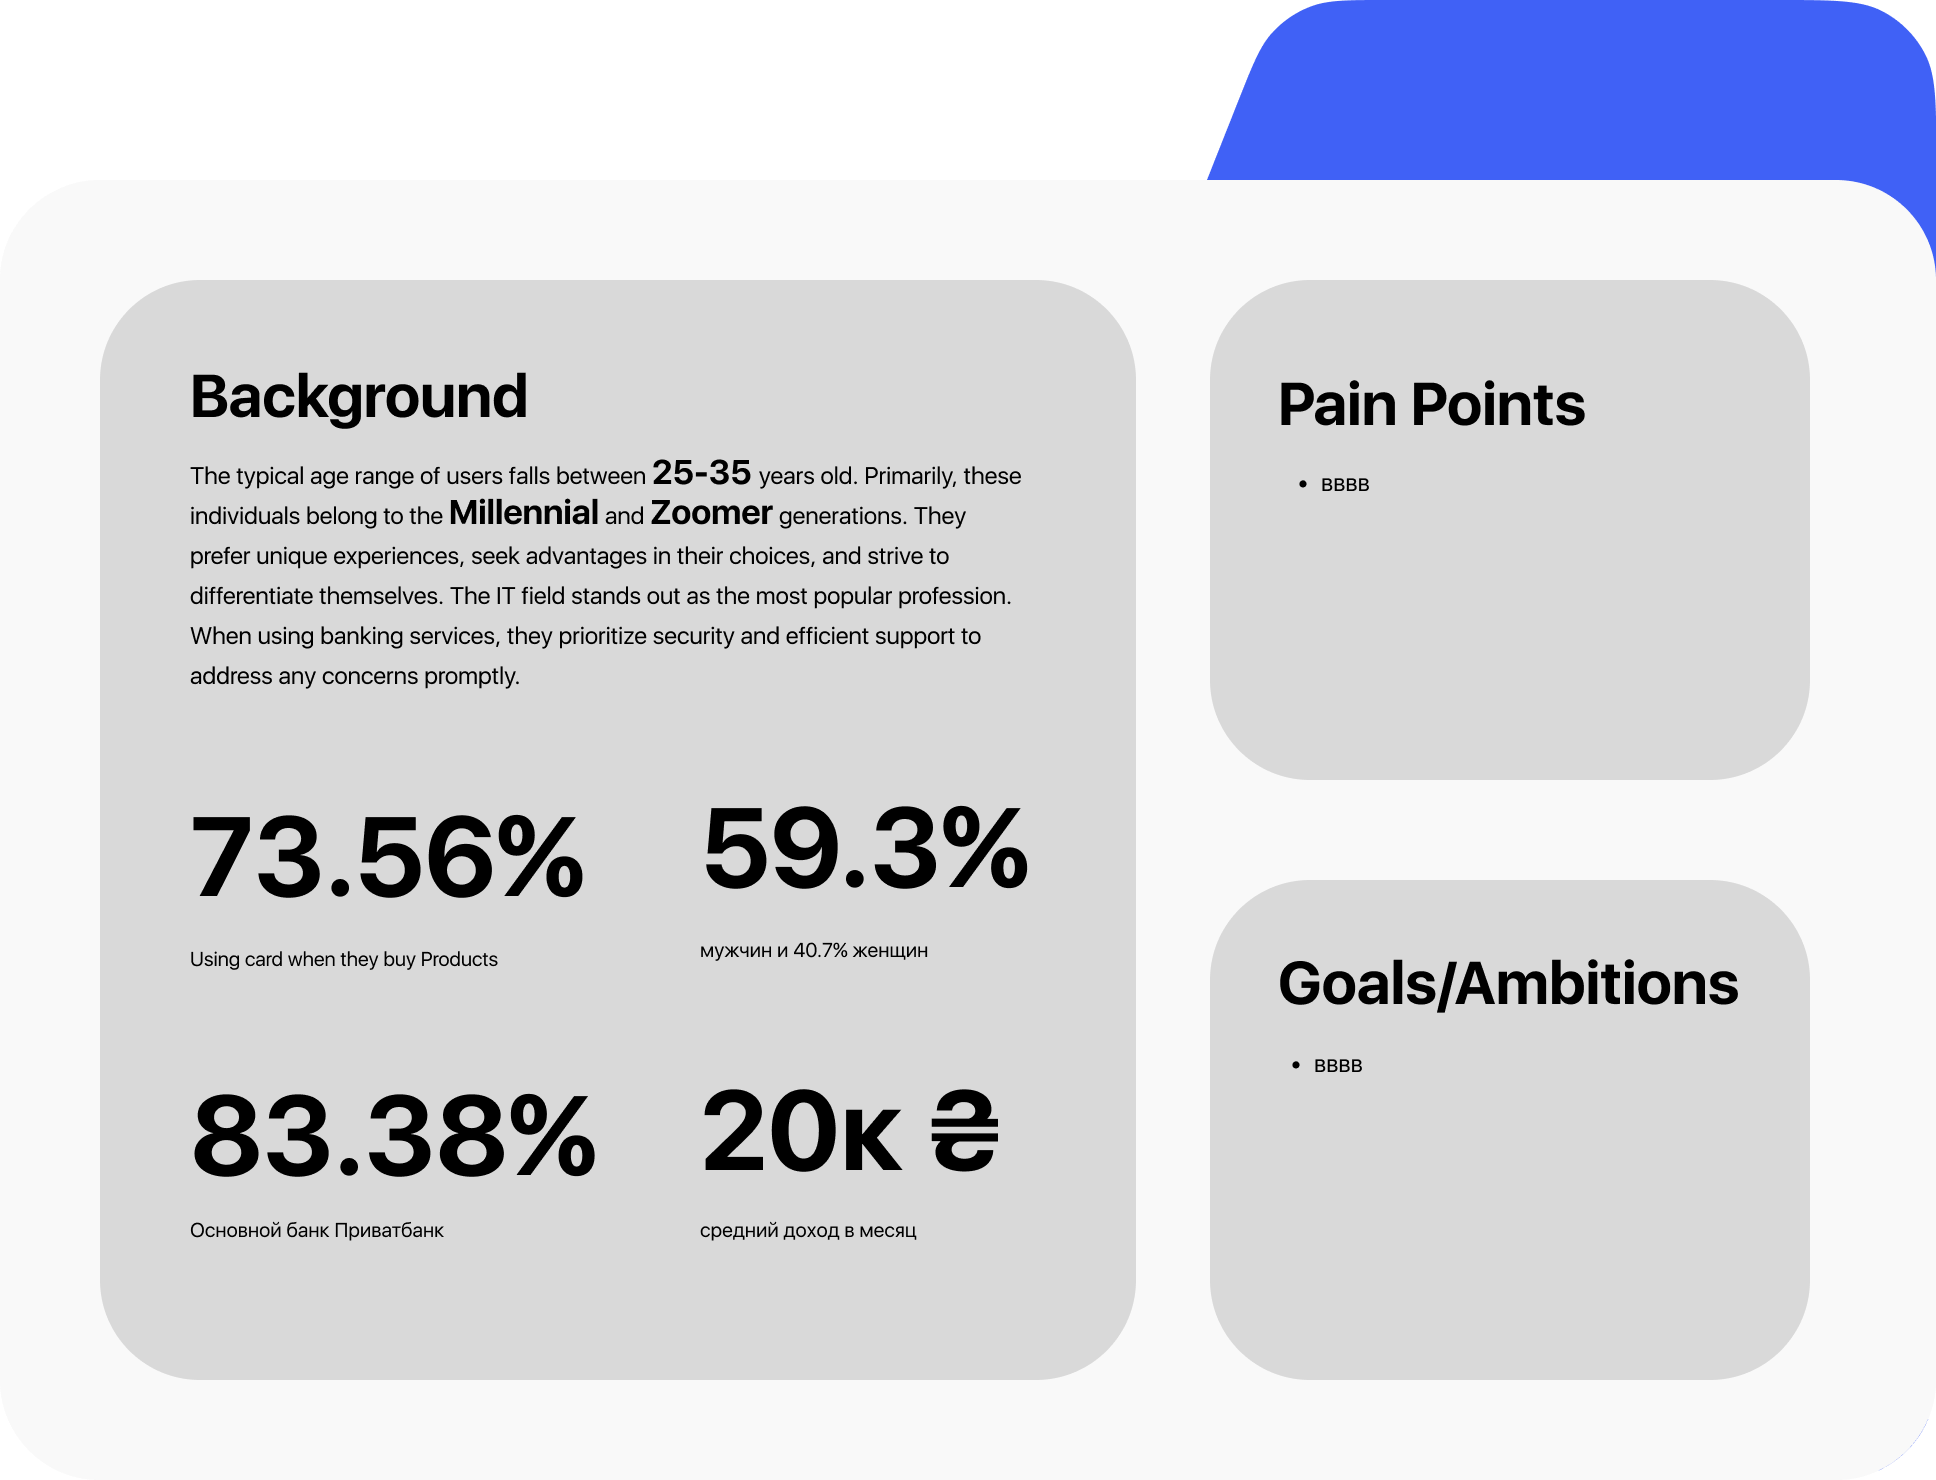 Background
The typical age range of users falls between 25-35 years old. Primarily, these
individuals belong to the Millennial and Zoomer generations. They
prefer unique experiences, seek advantages in their choices, and strive to
differentiate themselves. The IT field stands out as the most popular profession.
When using banking services, they prioritize security and efficient support to
address any concerns promptly.
73.56%
Using card when they buy Products
59.3%
мужчин и 40.7% женщин
83.38%
Основной банк Приватбанк
20к ₴
средний доход в месяц
Pain Points
• вввв
Goals/Ambitions
• вввв